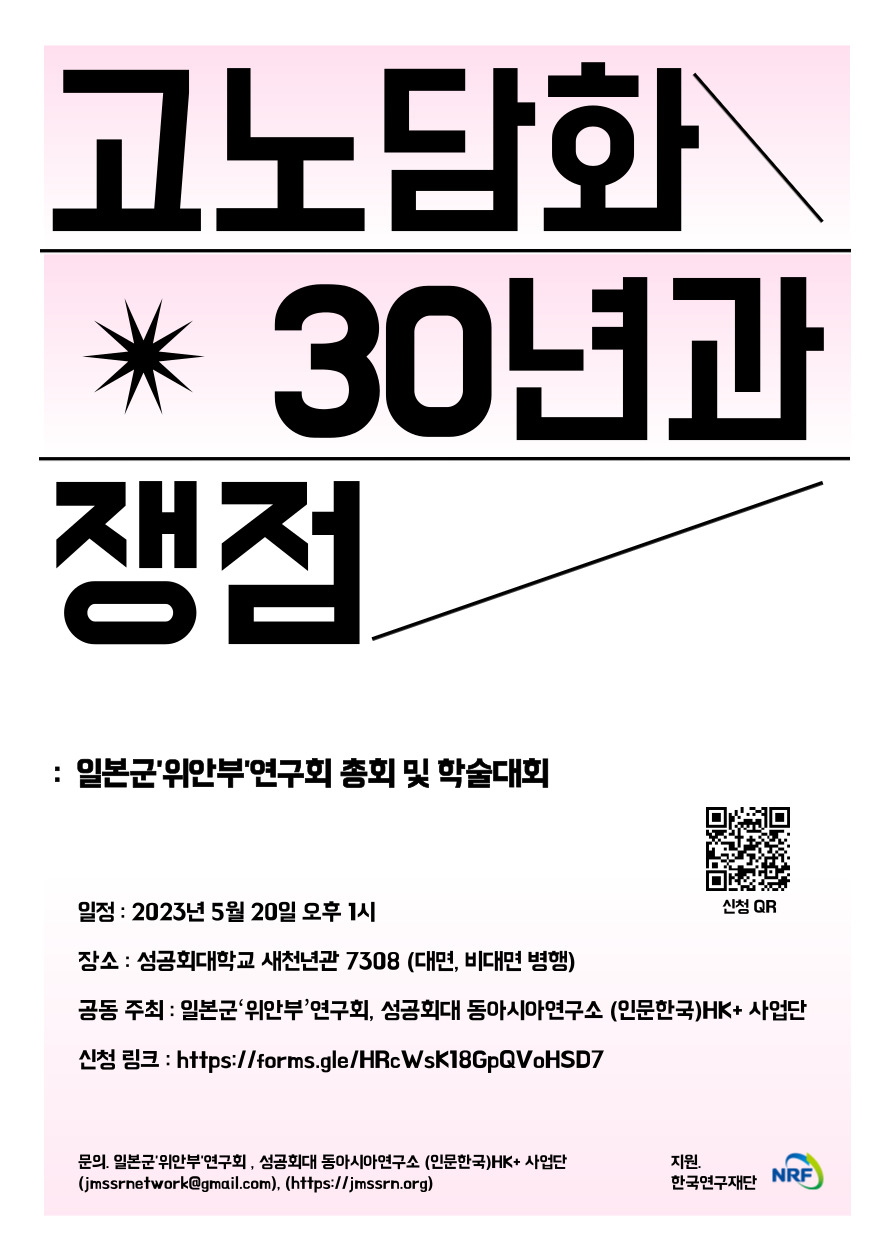 고노담화
30년과
쟁점
: 일본군'위안부'연구회 총회 및 학술대회
신청 QR
일정 : 2023년 5월 20일 오후 1시
장소 : 성공회대학교 새천년관 7308 (대면, 비대면 병행)
공동 주최 : 일본군‘위안부’연구회, 성공회대 동아시아연구소 (인문한국)HK+ 사업단
신청 링크 : https://forms.gle/HRcWsK18GpQVoHSD7
문의. 일본군'위안부'연구회 , 성공회대 동아시아연구소 (인문한국)HK+ 사업단
(jmssrnetwork@gmail.com), (https://jmssrn.org)
지원.
한국연구재단
NRF